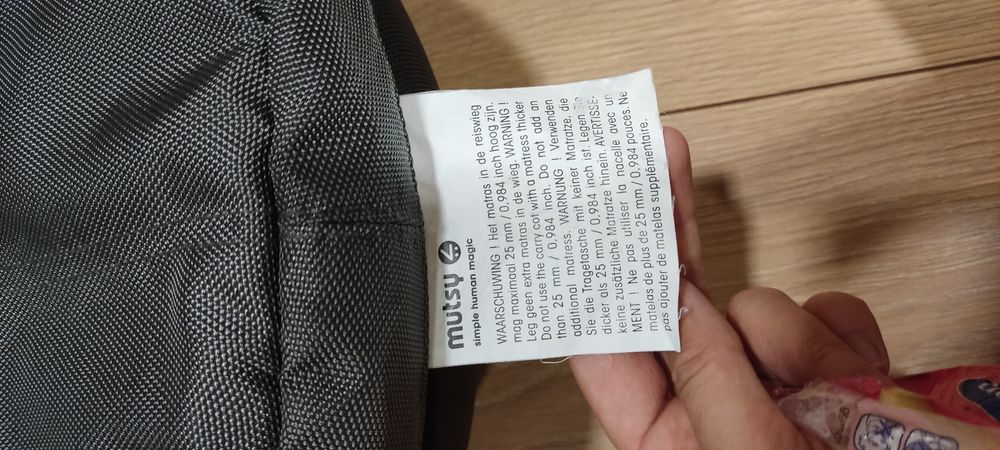 mutsy
simple human magic
WAARSCHUWING ! Het matras in de reiswieg
mag maximaal 25 mm / 0.984 inch hoog zijn.
Leg geen extra matras in de wieg. WARNING !
Do not use the carry cot with a mattress thicker
than 25 mm / 0.984 inch. Do not add an
additional matress. WARNUNG ! Verwenden
Sie die Tragetasche mit keiner Matratze, die
dicker als 25 mm / 0.984 inch ist. Legen Sie
keine zusätzliche Matratze hinein. AVERTISSE-
MENT ! Ne pas utiliser la nacelle avec un
matelas de plus de 25 mm / 0.984 pouces. Ne
pas ajouter de matelas supplémentaire.